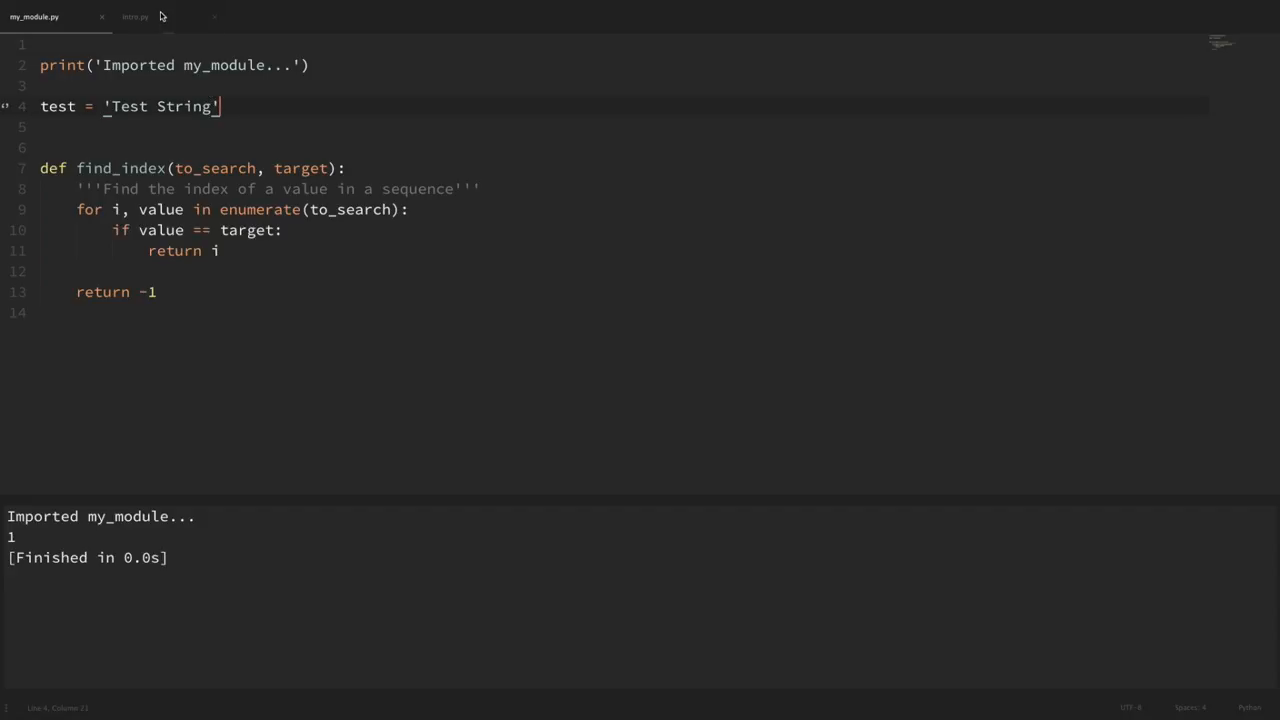 my_module.py × intro.py ×
1
2 print('Imported my_module...')
3
4 test = 'Test String'
5
6
7 def find_index(to_search, target):
8 '''Find the index of a value in a sequence'''
9 for i, value in enumerate(to_search):
10 if value == target:
11 return i
12
13 return -1
14
Imported my_module...
1
[Finished in 0.0s]
Line 4, Column 21 UTF-8 Spaces: 4 Python